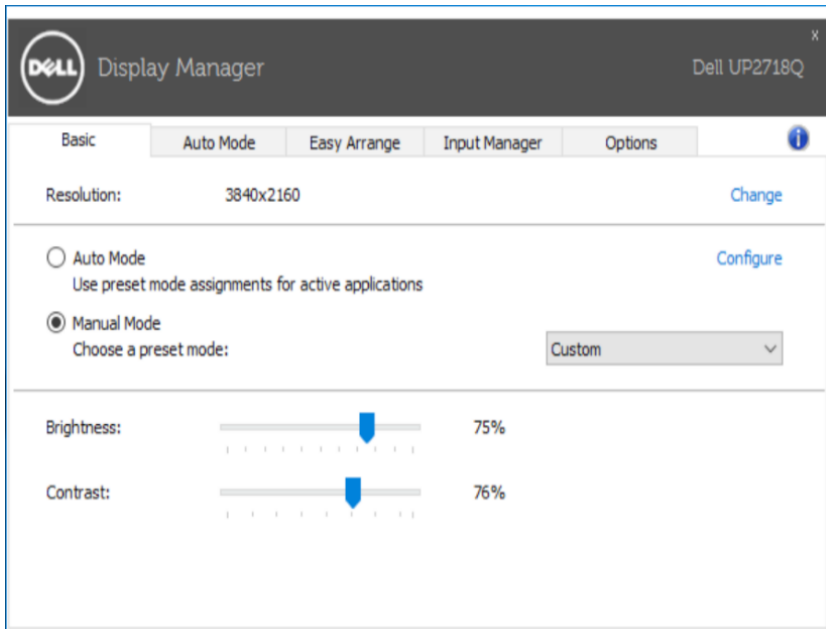 x
DELL Display Manager Dell UP2718Q
Basic Auto Mode Easy Arrange Input Manager Options i
Resolution: 3840x2160 Change
Auto Mode Configure
Use preset mode assignments for active applications
Manual Mode
Choose a preset mode: Custom
Brightness: 75%
Contrast: 76%